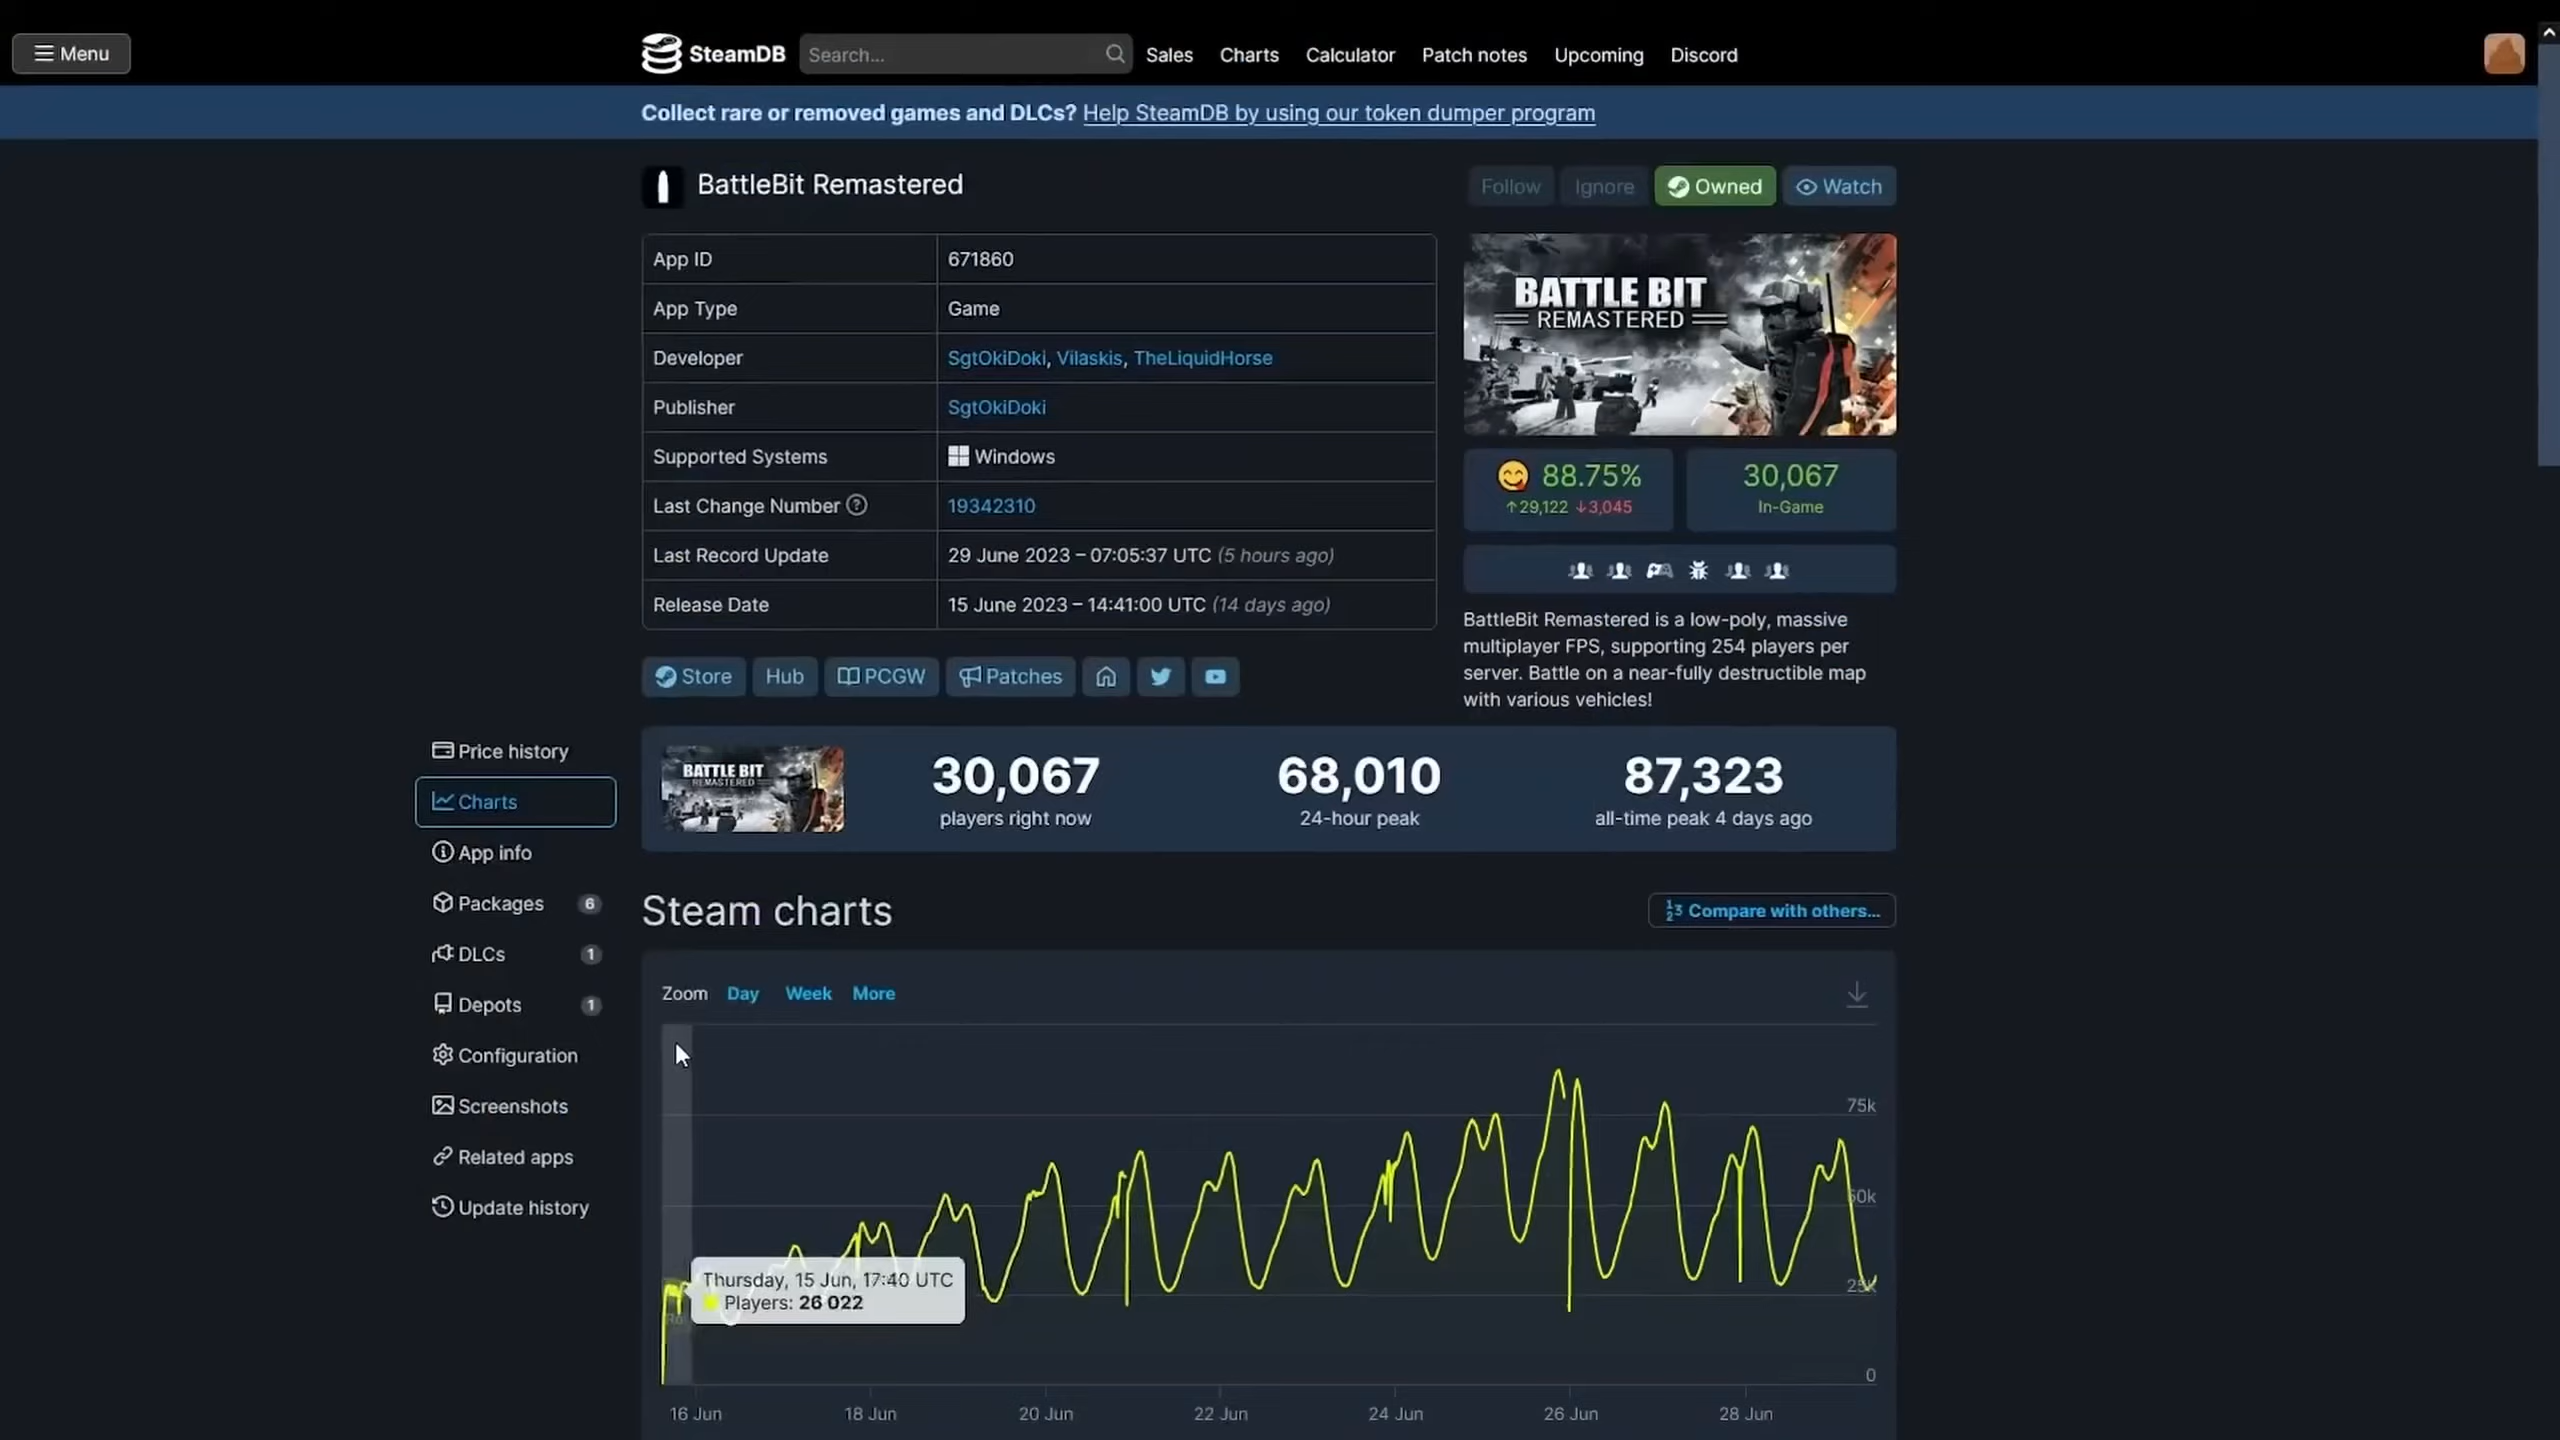 Menu
SteamDB
Search...
Sales
Charts
Calculator
Patch notes
Upcoming
Discord
Collect rare or removed games and DLCs? Help SteamDB by using our token dumper program
BattleBit Remastered
Follow
Ignore
Owned
Watch
App ID 671860
App Type Game
Developer SgtOkiDoki, Vilaskis, TheLiquidHorse
Publisher SgtOkiDoki
Supported Systems Windows
Last Change Number 19342310
Last Record Update 29 June 2023 – 07:05:37 UTC (5 hours ago)
Release Date 15 June 2023 – 14:41:00 UTC (14 days ago)
BATTLE BIT
REMASTERED
88.75%
↑29,122 ↓3,045
30,067
In-Game
BattleBit Remastered is a low-poly, massive
multiplayer FPS, supporting 254 players per
server. Battle on a near-fully destructible map
with various vehicles!
Store
Hub
PCGW
Patches
Price history
Charts
App info
Packages 6
DLCs 1
Depots 1
Configuration
Screenshots
Related apps
Update history
BATTLE BIT
REMASTERED
30,067
players right now
68,010
24-hour peak
87,323
all-time peak 4 days ago
Steam charts
Compare with others...
Zoom Day Week More
75k
50k
25k
0
Thursday, 15 Jun, 17:40 UTC
Players: 26 022
16 Jun
18 Jun
20 Jun
22 Jun
24 Jun
26 Jun
28 Jun